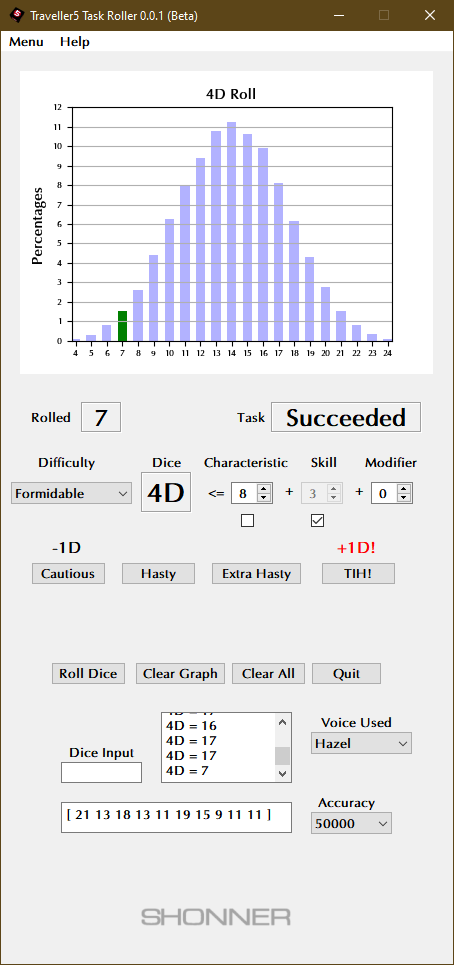 Traveller5 Task Roller 0.0.1 (Beta)
Menu Help
4D Roll
Percentages
12
11
10
9
8
7
6
5
4
3
2
1
0
4 5 6 7 8 9 10 11 12 13 14 15 16 17 18 19 20 21 22 23 24
Rolled 7 Task Succeeded
Difficulty Dice Characteristic Skill Modifier
Formidable 4D <= 8 + 3 + 0
-1D +1D!
Cautious Hasty Extra Hasty TIH!
Roll Dice Clear Graph Clear All Quit
4D = 16
4D = 17
4D = 17
4D = 7
Voice Used
Hazel
Dice Input
[ 21 13 18 13 11 19 15 9 11 11 ]
Accuracy
50000
SHONNER